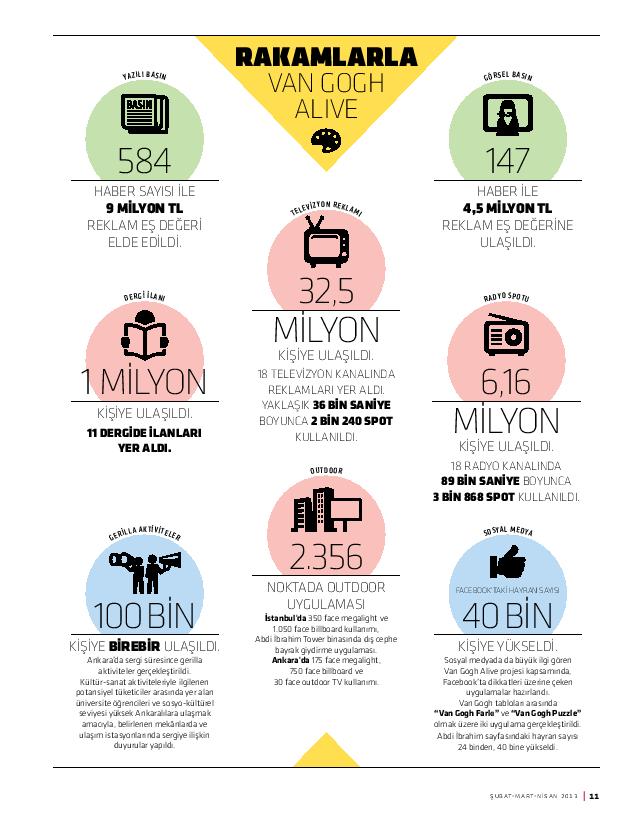 RAKAMLARLA
VAN GOGH
ALIVE
YAZILI BASIN
BASIN
584
HABER SAYISI İLE
9 MİLYON TL
REKLAM EŞ DEĞERİ
ELDE EDİLDİ.
GÖRSEL BASIN
147
HABER İLE
4,5 MİLYON TL
REKLAM EŞ DEĞERİNE
ULAŞILDI.
TELEVİZYON REKLAMI
32,5
MİLYON
KİŞİYE ULAŞILDI.
18 TELEVİZYON KANALINDA
REKLAMLARI YER ALDI.
YAKLAŞIK 36 BİN SANİYE
BOYUNCA 2 BİN 240 SPOT
KULLANILDI.
DERGİ İLANI
1 MİLYON
KİŞİYE ULAŞILDI.
11 DERGİDE İLANLARI
YER ALDI.
RADYO SPOTU
6,16
MİLYON
KİŞİYE ULAŞILDI.
18 RADYO KANALINDA
89 BİN SANİYE BOYUNCA
3 BİN 868 SPOT KULLANILDI.
OUTDOOR
2.356
NOKTADA OUTDOOR
UYGULAMASI
İstanbul'da 350 face megalight ve
1.050 face billboard kullanımı,
Abdi İbrahim Tower binasında dış cephe
bayrak giydirme uygulaması.
Ankara'da 175 face megalight,
750 face billboard ve
30 face outdoor TV kullanımı.
GERİLLA AKTİVİTELER
100 BİN
KİŞİYE BİREBİR ULAŞILDI.
Ankara'da sergi süresince gerilla
aktiviteler gerçekleştirildi.
Kültür-sanat aktiviteleriyle ilgilenen
potansiyel tüketiciler arasında yer alan
üniversite öğrencileri ve sosyo-kültürel
seviyesi yüksek Ankaralılara ulaşmak
amacıyla, belirlenen mekânlarda ve
ulaşım istasyonlarında sergiye ilişkin
duyurular yapıldı.
SOSYAL MEDYA
FACEBOOK'TAKİ HAYRAN SAYISI
40 BİN
KİŞİYE YÜKSELDİ.
Sosyal medyada da büyük ilgi gören
Van Gogh Alive projesi kapsamında,
Facebook'ta dikkatleri üzerine çeken
uygulamalar hazırlandı.
Van Gogh tabloları arasında
“Van Gogh Farkı” ve “Van Gogh Puzzle”
olmak üzere iki uygulama gerçekleştirildi.
Abdi İbrahim sayfasındaki hayran sayısı
24 binden, 40 bine yükseldi.
ŞUBAT-MART-NİSAN 2013 | 11